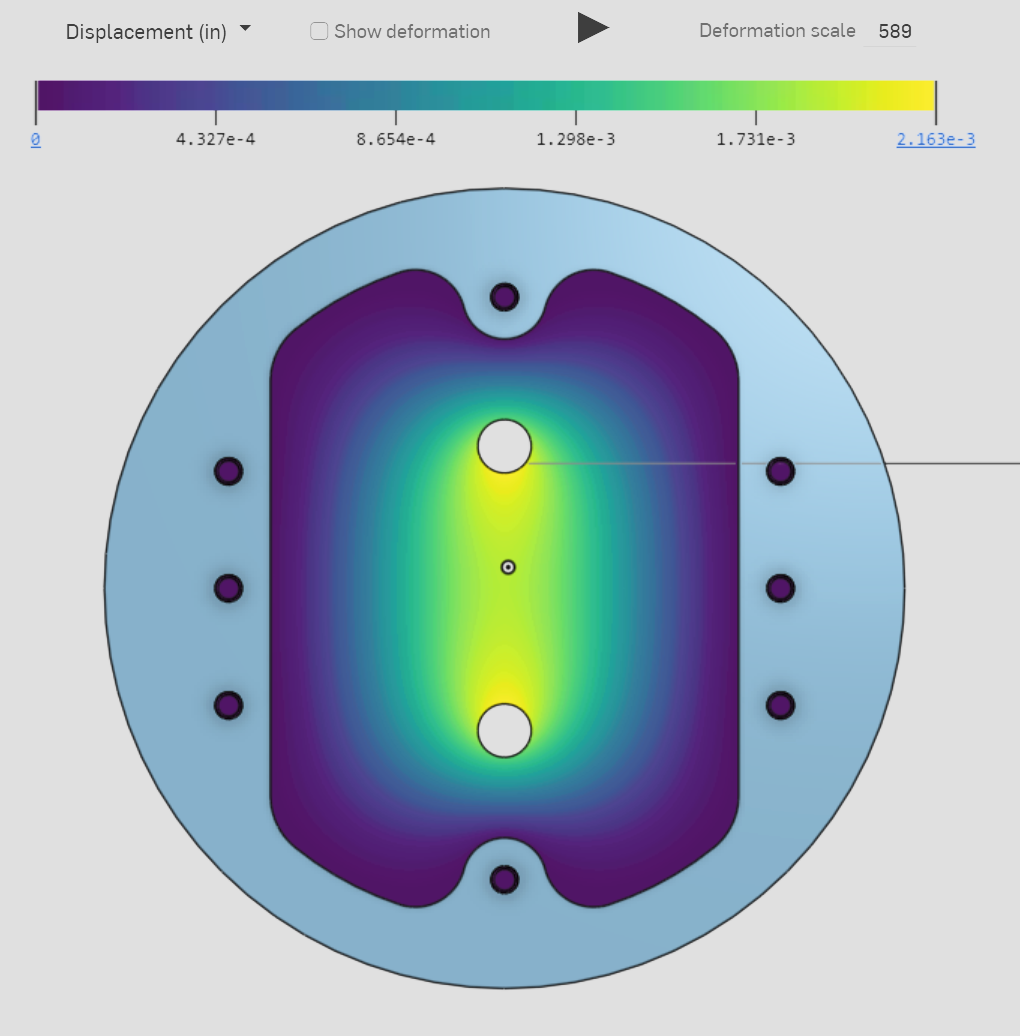 Displacement (in) Show deformation Deformation scale 589
0 4.327e-4 8.654e-4 1.298e-3 1.731e-3 2.163e-3